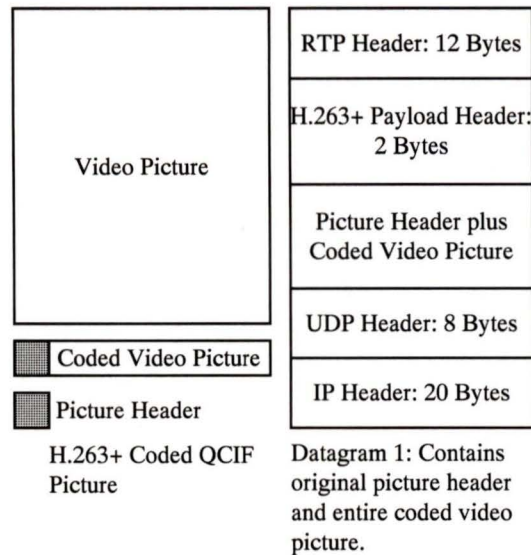 Video Picture
Coded Video Picture
Picture Header
H.263+ Coded QCIF
Picture
RTP Header: 12 Bytes
H.263+ Payload Header:
2 Bytes
Picture Header plus
Coded Video Picture
UDP Header: 8 Bytes
IP Header: 20 Bytes
Datagram 1: Contains
original picture header
and entire coded video
picture.